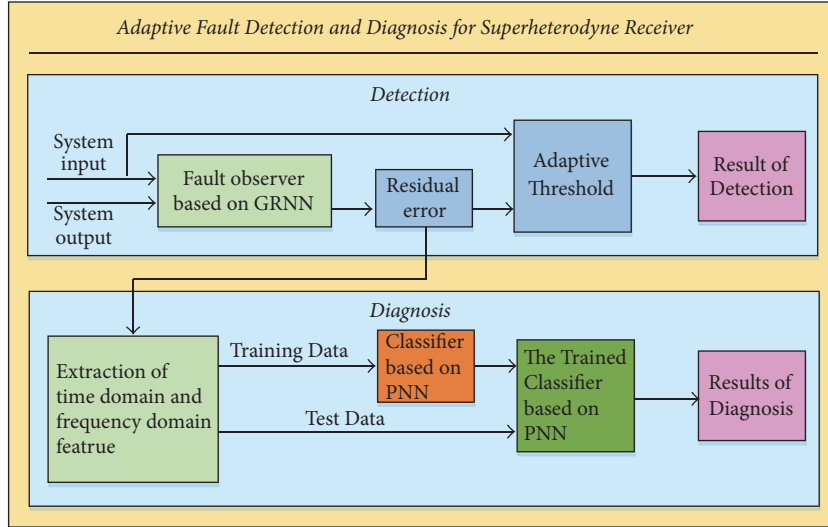 Adaptive Fault Detection and Diagnosis for Superheterodyne Receiver
Detection
System
input
System
output
Fault observer
based on GRNN
Residual
error
Adaptive
Threshold
Result of
Detection
Diagnosis
Extraction of
time domain and
frequency domain
featrue
Training Data
Test Data
Classifier
based on
PNN
The Trained
Classifier
based on
PNN
Results of
Diagnosis